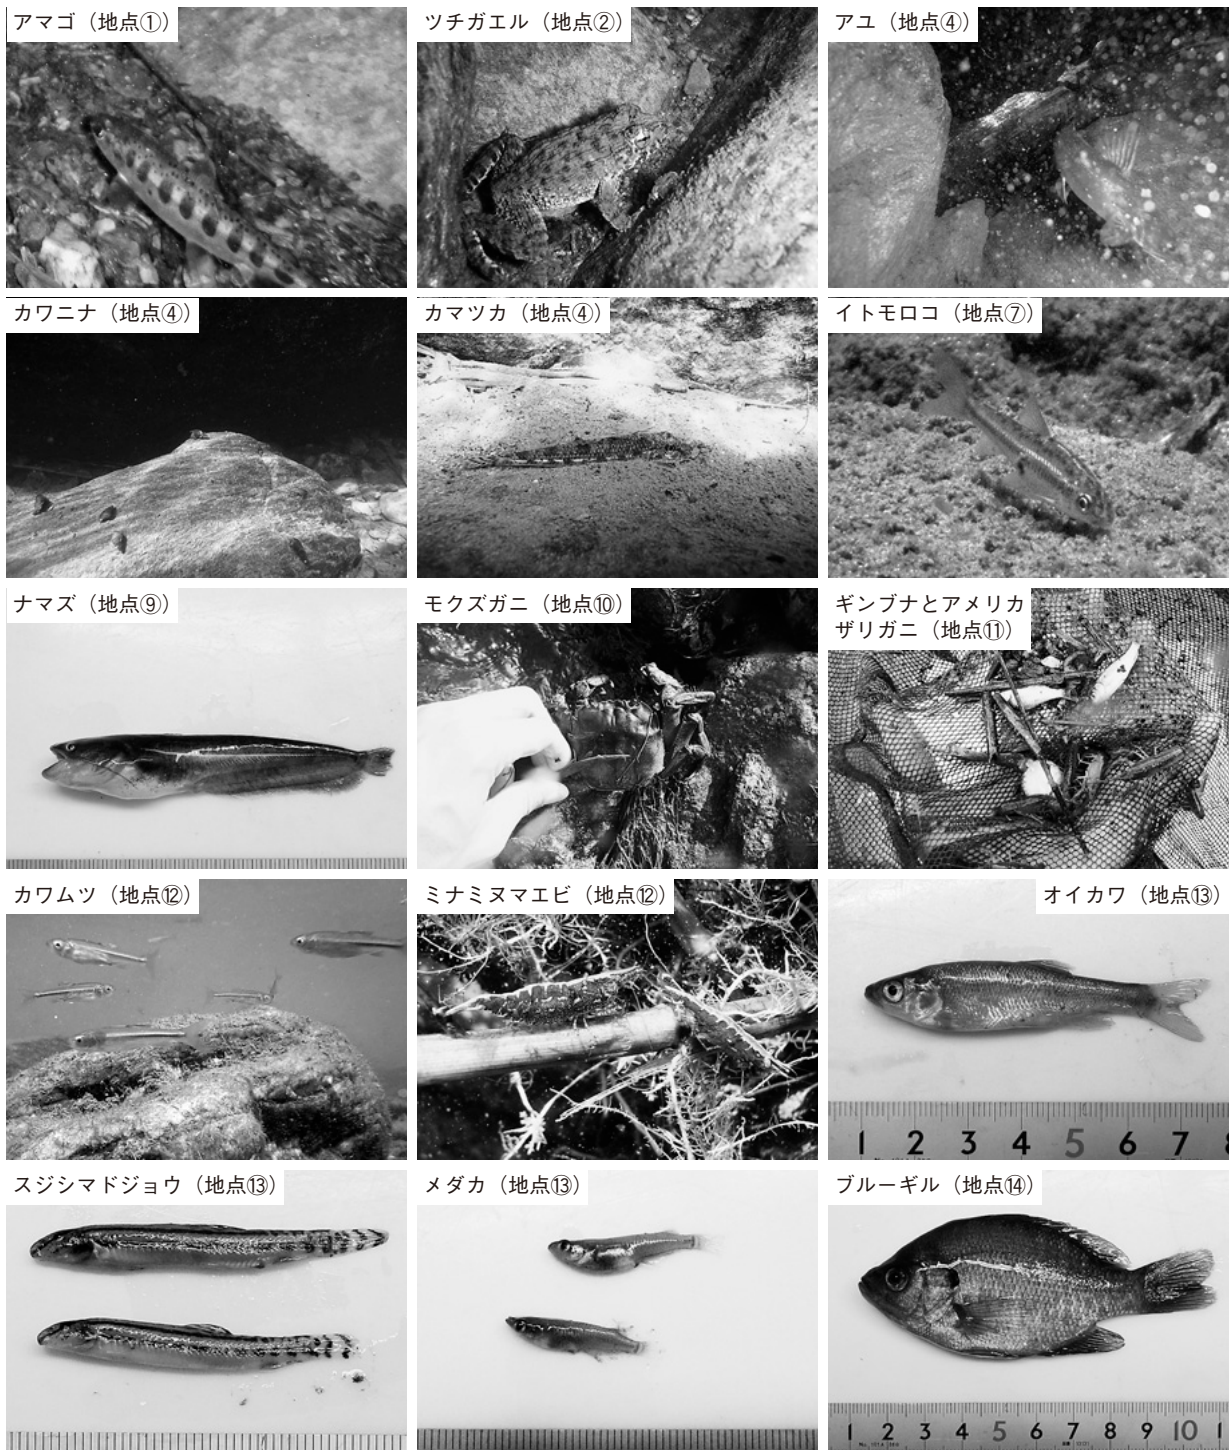 アマゴ（地点①）
ツチガエル（地点②）
アユ（地点④）
カワニナ（地点④）
カマツカ（地点④）
イトモロコ（地点⑦）
ナマズ（地点⑨）
モクズガニ（地点⑩）
ギンブナとアメリカ
ザリガニ（地点⑪）
カワムツ（地点⑫）
ミナミヌマエビ（地点⑫）
オイカワ（地点⑬）
1 2 3 4 5 6 7
スジシマドジョウ（地点⑬）
メダカ（地点⑬）
ブルーギル（地点⑭）
1 2 3 4 5 6 7 8 9 10